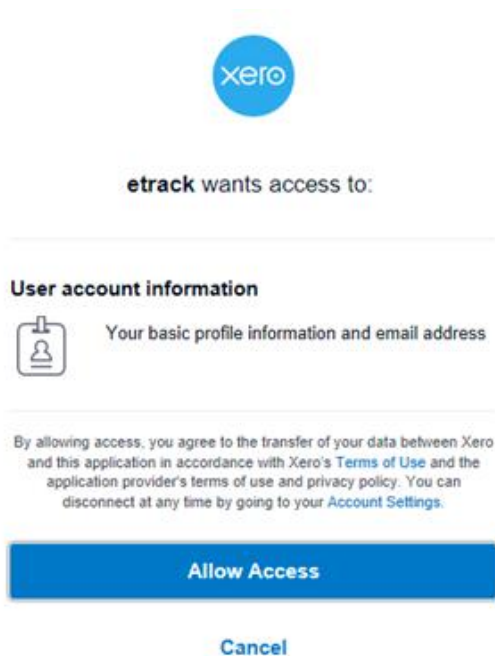 xero
etrack wants access to:
User account information
Your basic profile information and email address
By allowing access, you agree to the transfer of your data between Xero
and this application in accordance with Xero's Terms of Use and the
application provider's terms of use and privacy policy. You can
disconnect at any time by going to your Account Settings.
Allow Access
Cancel